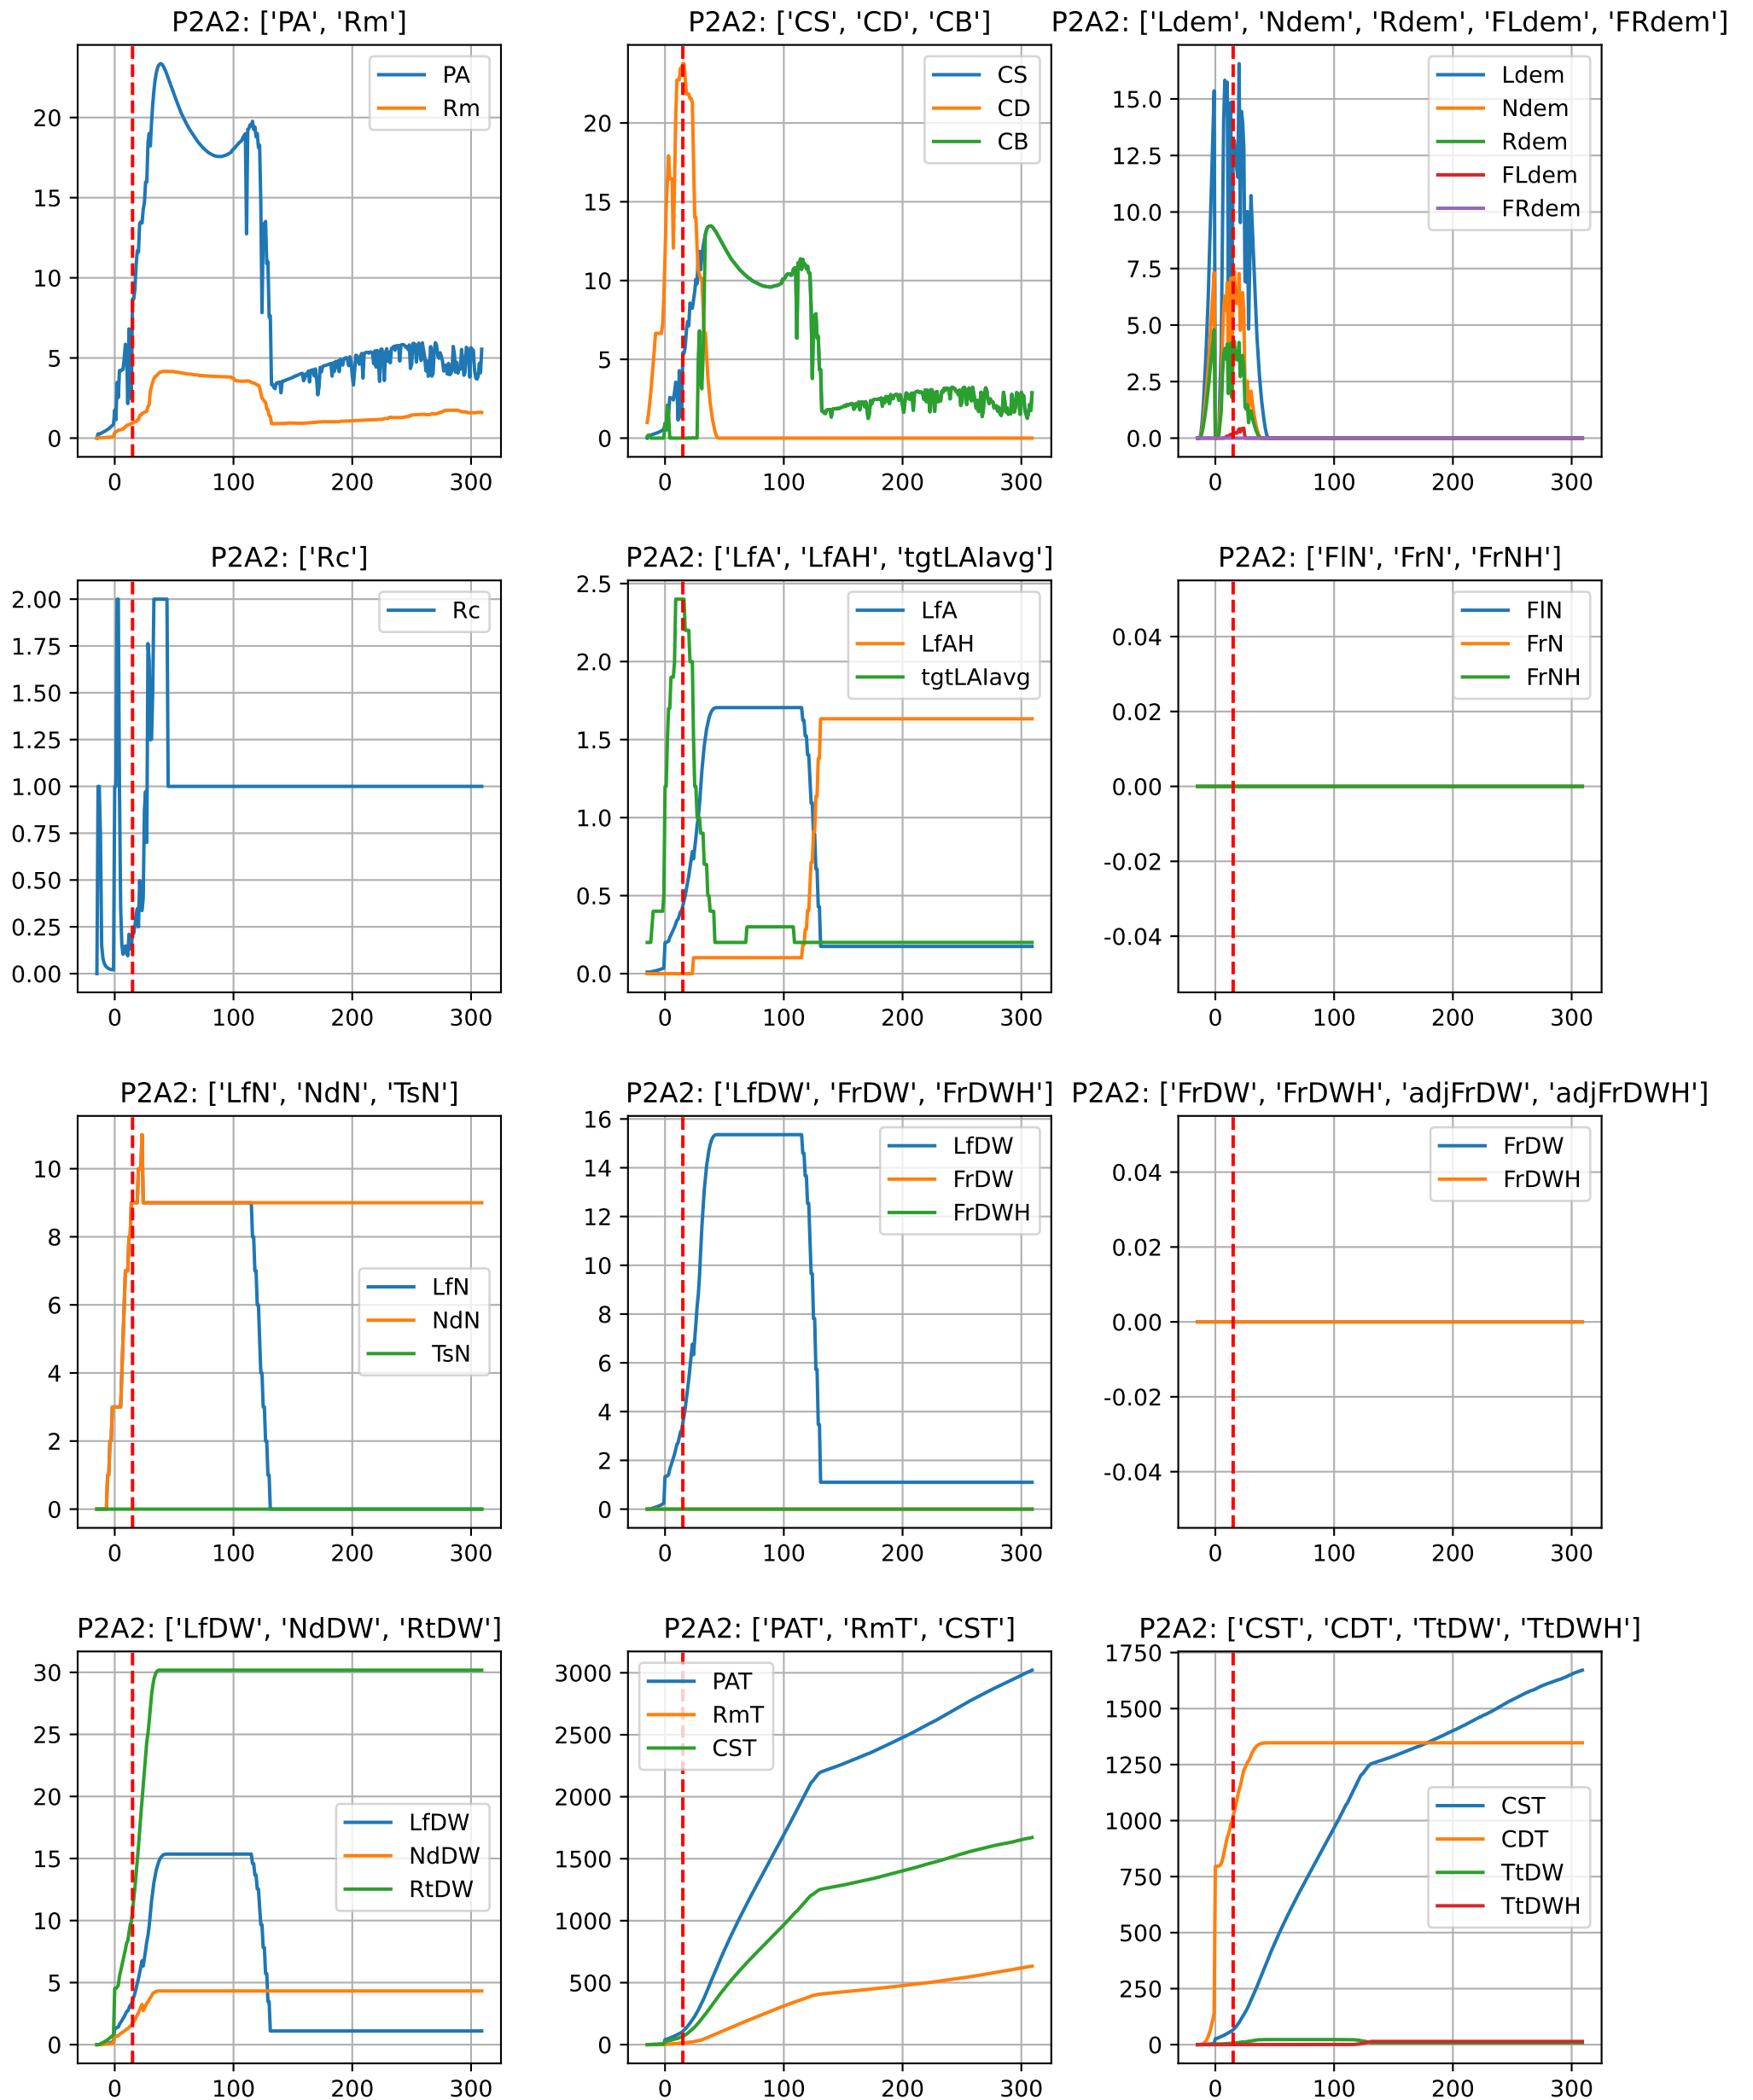 P2A2: ['PA', 'Rm']
PA
Rm
20
15
10
5
0
0 100 200 300
P2A2: ['CS', 'CD', 'CB']
CS
CD
CB
20
15
10
5
0
0 100 200 300
P2A2: ['Ldem', 'Ndem', 'Rdem', 'FLdem', 'FRdem']
Ldem
Ndem
Rdem
FLdem
FRdem
15.0
12.5
10.0
7.5
5.0
2.5
0.0
0 100 200 300
P2A2: ['Rc']
Rc
2.00
1.75
1.50
1.25
1.00
0.75
0.50
0.25
0.00
0 100 200 300
P2A2: ['LfA', 'LfAH', 'tgtLAIavg']
LfA
LfAH
tgtLAIavg
2.5
2.0
1.5
1.0
0.5
0.0
0 100 200 300
P2A2: ['FlN', 'FrN', 'FrNH']
FlN
FrN
FrNH
0.04
0.02
0.00
-0.02
-0.04
0 100 200 300
P2A2: ['LfN', 'NdN', 'TsN']
LfN
NdN
TsN
10
8
6
4
2
0
0 100 200 300
P2A2: ['LfDW', 'FrDW', 'FrDWH']
LfDW
FrDW
FrDWH
16
14
12
10
8
6
4
2
0
0 100 200 300
P2A2: ['FrDW', 'FrDWH', 'adjFrDW', 'adjFrDWH']
FrDW
FrDWH
0.04
0.02
0.00
-0.02
-0.04
0 100 200 300
P2A2: ['LfDW', 'NdDW', 'RtDW']
LfDW
NdDW
RtDW
30
25
20
15
10
5
0
0 100 200 300
P2A2: ['PAT', 'RmT', 'CST']
PAT
RmT
CST
3000
2500
2000
1500
1000
500
0
0 100 200 300
P2A2: ['CST', 'CDT', 'TtDW', 'TtDWH']
CST
CDT
TtDW
TtDWH
1750
1500
1250
1000
750
500
250
0
0 100 200 300